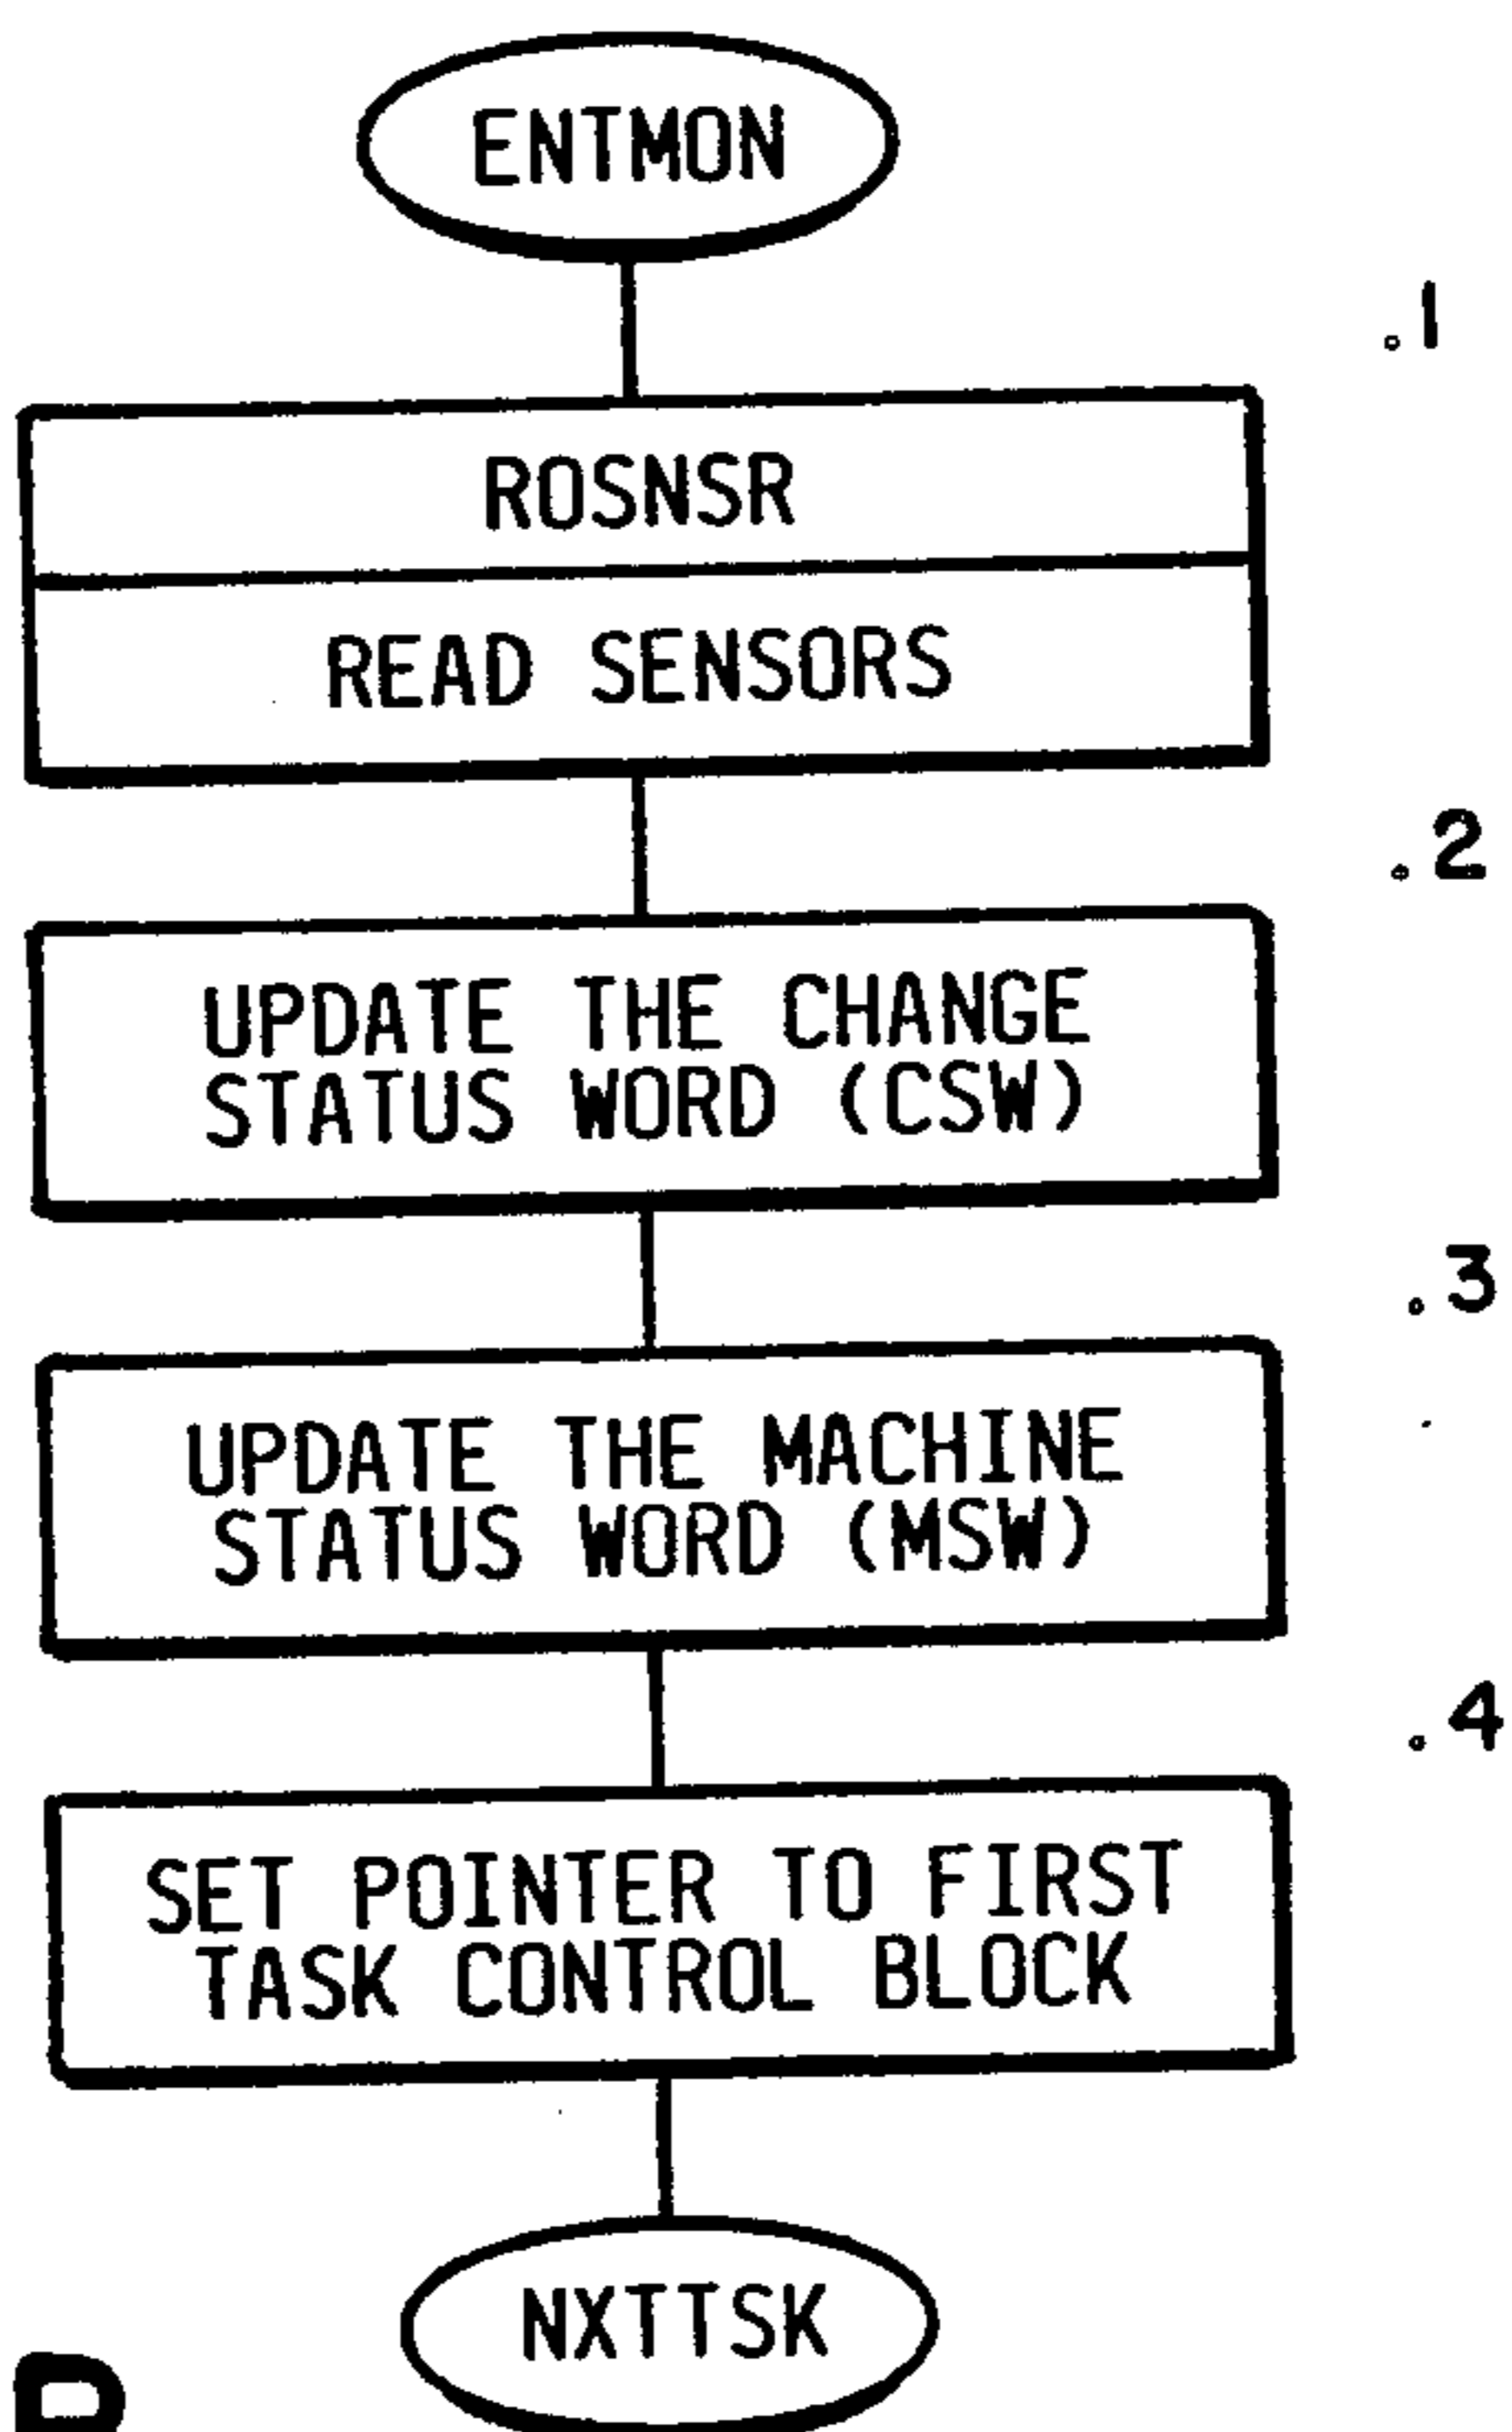 ENTMON
.1
ROSNSR
READ SENSORS
.2
UPDATE THE CHANGE
STATUS WORD (CSW)
.3
UPDATE THE MACHINE
STATUS WORD (MSW)
.4
SET POINTER TO FIRST
TASK CONTROL BLOCK
NXTTSK